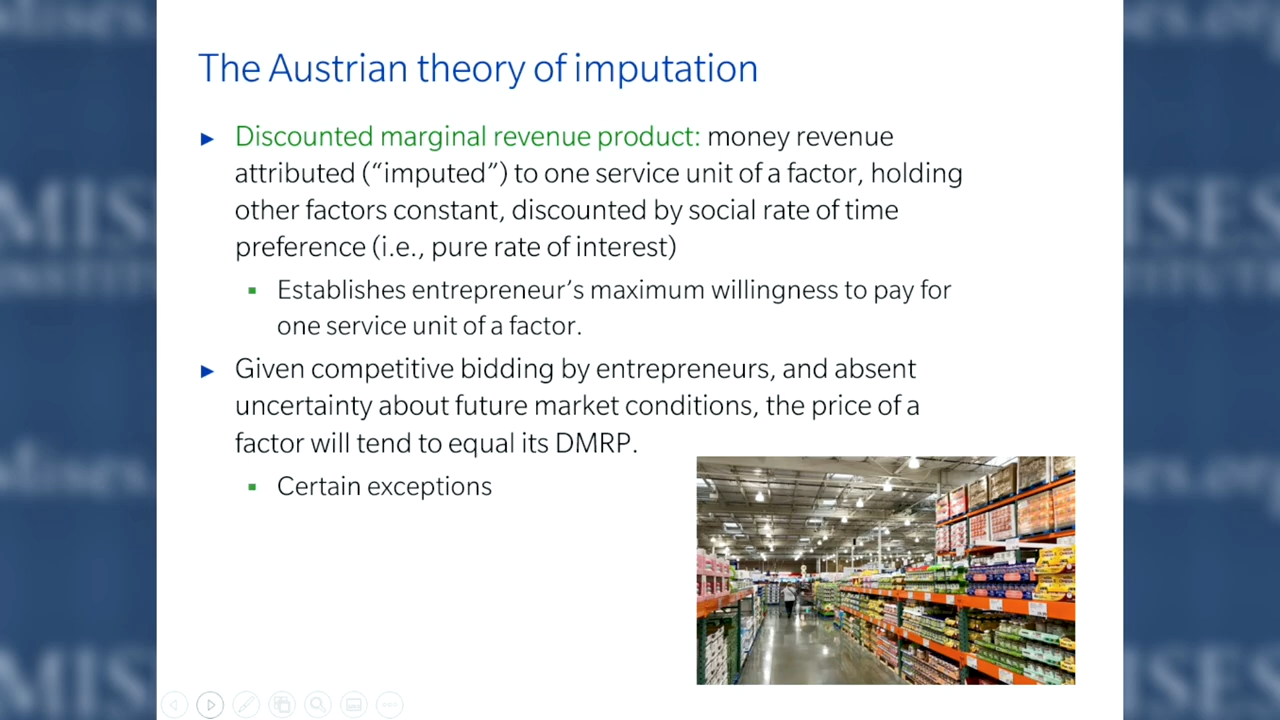 The Austrian theory of imputation
Discounted marginal revenue product: money revenue
attributed (“imputed”) to one service unit of a factor, holding
other factors constant, discounted by social rate of time
preference (i.e., pure rate of interest)
Establishes entrepreneur’s maximum willingness to pay for
one service unit of a factor.
Given competitive bidding by entrepreneurs, and absent
uncertainty about future market conditions, the price of a
factor will tend to equal its DMRP.
Certain exceptions